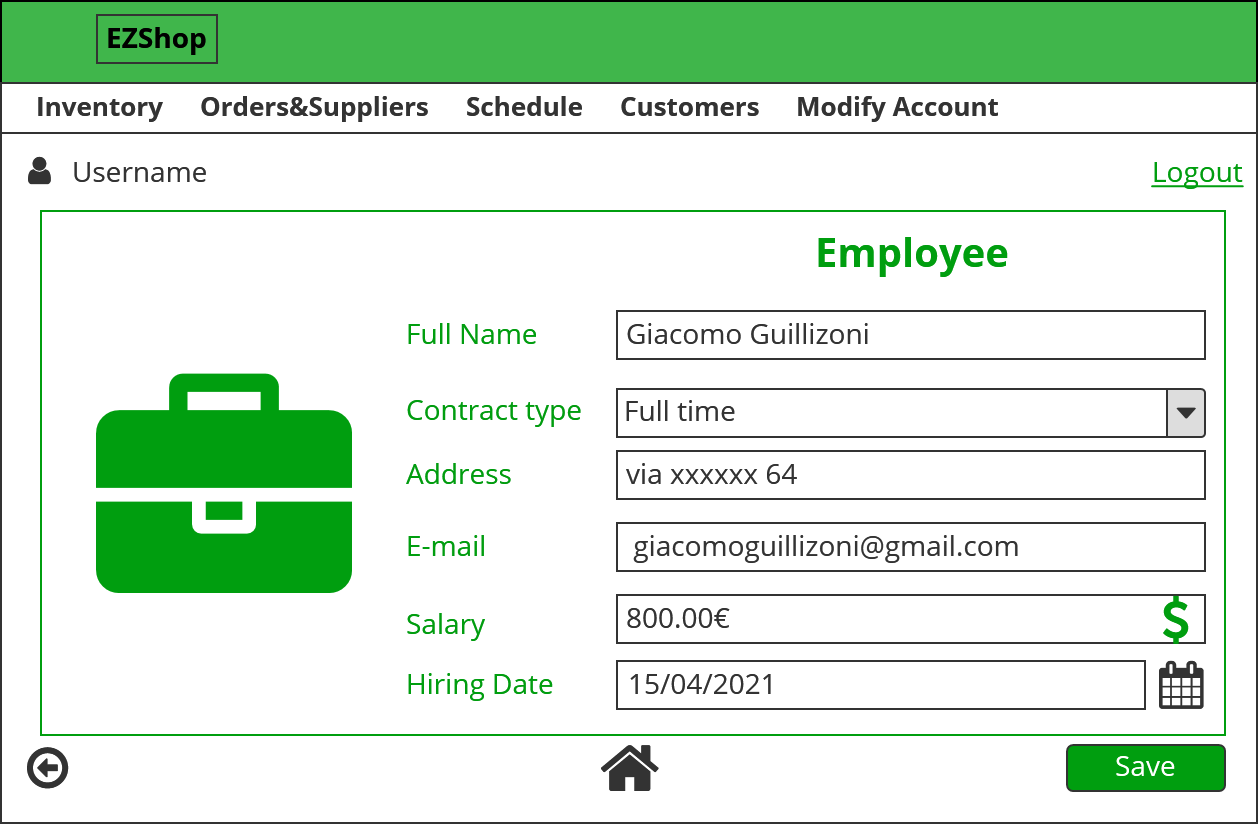 EZShop
Inventory Orders&Suppliers Schedule Customers Modify Account
Username Logout
Employee
Full Name Giacomo Guillizoni
Contract type Full time
Address via xxxxxx 64
E-mail giacomoguillizoni@gmail.com
Salary 800.00€ $
Hiring Date 15/04/2021
Save